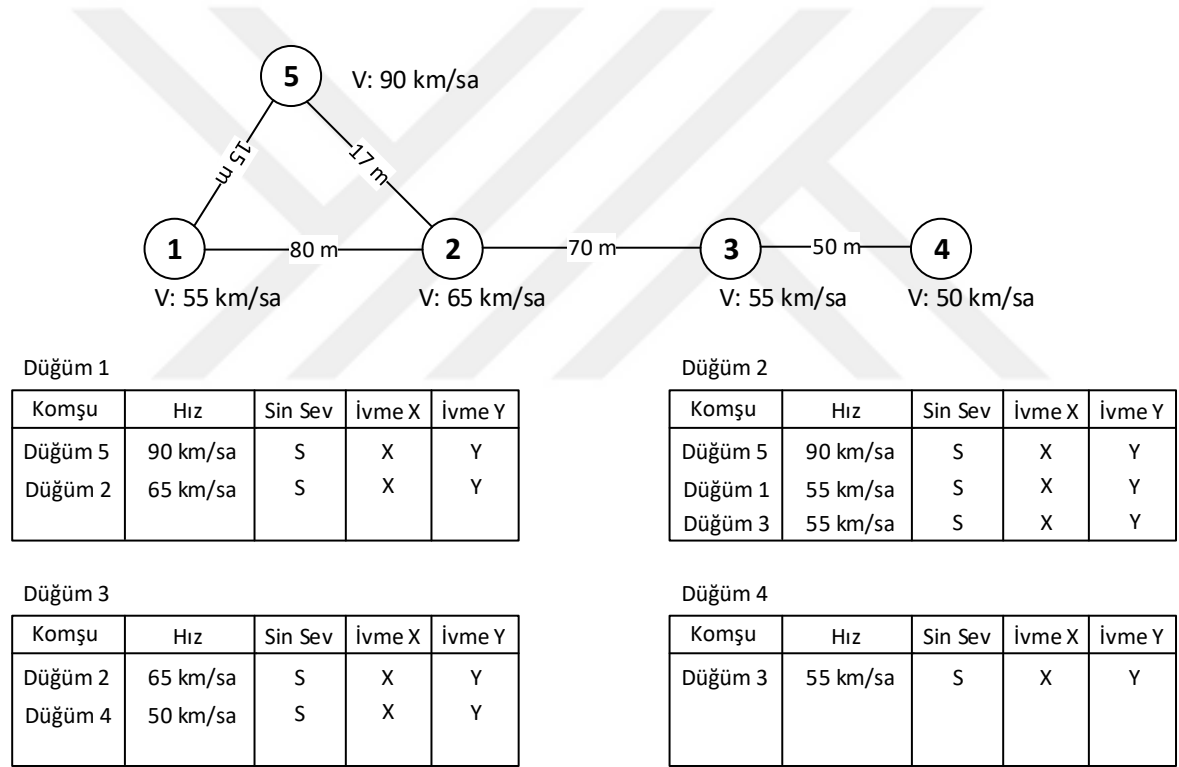 5 V: 90 km/sa
15 m 17 m
1 80 m 2 70 m 3 50 m 4
V: 55 km/sa V: 65 km/sa V: 55 km/sa V: 50 km/sa
Düğüm 1
Komşu Hız Sin Sev İvme X İvme Y
Düğüm 5 90 km/sa S X Y
Düğüm 2 65 km/sa S X Y
Düğüm 2
Komşu Hız Sin Sev İvme X İvme Y
Düğüm 5 90 km/sa S X Y
Düğüm 1 55 km/sa S X Y
Düğüm 3 55 km/sa S X Y
Düğüm 3
Komşu Hız Sin Sev İvme X İvme Y
Düğüm 2 65 km/sa S X Y
Düğüm 4 50 km/sa S X Y
Düğüm 4
Komşu Hız Sin Sev İvme X İvme Y
Düğüm 3 55 km/sa S X Y